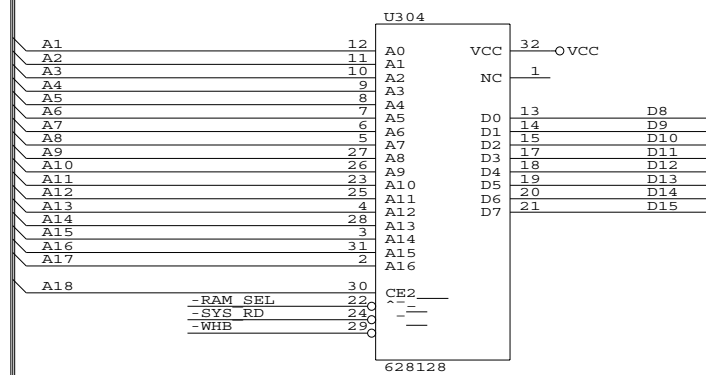 U304
A1 12 A0 VCC 32 VCC
A2 11 A1
A3 10 A2 NC 1
A4 9 A3
A5 8 A4
A6 7 A5 D0 13 D8
A7 6 A6 D1 14 D9
A8 5 A7 D2 15 D10
A9 27 A8 D3 17 D11
A10 26 A9 D4 18 D12
A11 23 A10 D5 19 D13
A12 25 A11 D6 20 D14
A13 4 A12 D7 21 D15
A14 28 A13
A15 3 A14
A16 31 A15
A17 2 A16
A18 30 CE2
-RAM_SEL 22
-SYS_RD 24
-WHB 29
628128